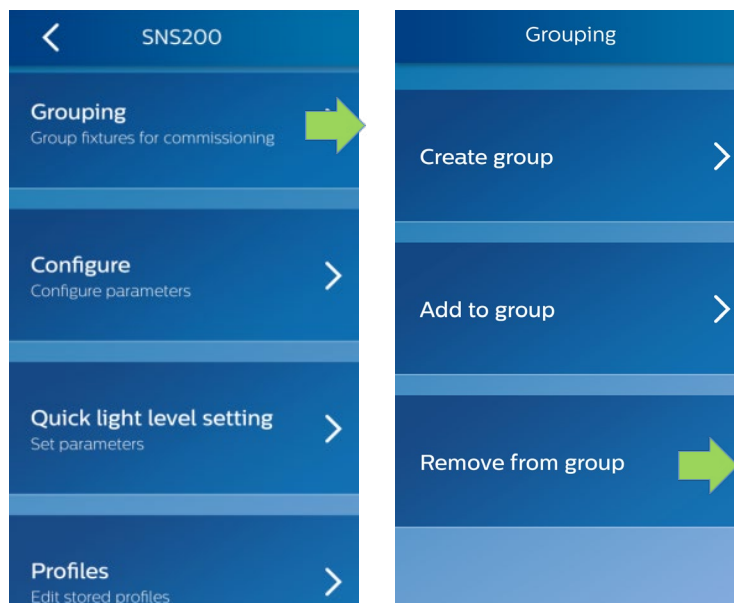 SNS200
Grouping
Group fixtures for commissioning
Configure
Configure parameters
Quick light level setting
Set parameters
Profiles
Edit stored profiles
Grouping
Create group
Add to group
Remove from group